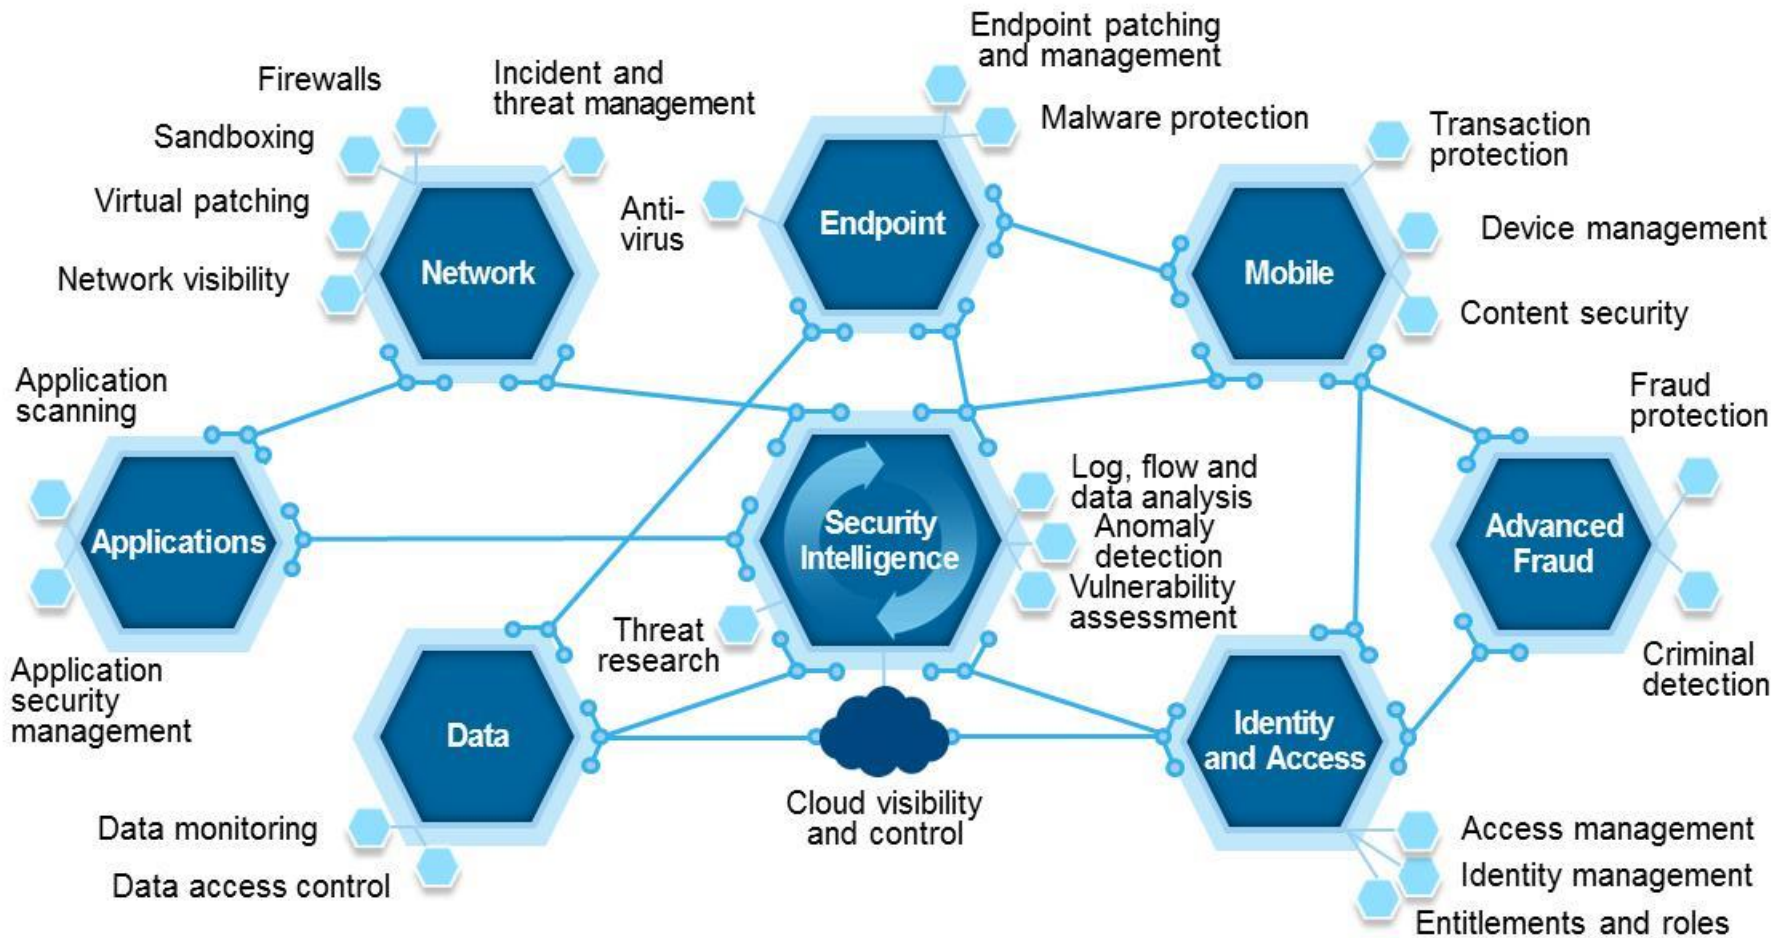 Endpoint patching
and management
Firewalls
Incident and
threat management
Sandboxing
Malware protection
Transaction
protection
Virtual patching
Anti-
virus
Endpoint
Device management
Network visibility
Network
Mobile
Content security
Application
scanning
Fraud
protection
Log, flow and
data analysis
Applications
Security
Intelligence
Anomaly
detection
Advanced
Fraud
Vulnerability
assessment
Threat
research
Application
security
management
Criminal
detection
Data
Identity
and Access
Cloud visibility
and control
Data monitoring
Access management
Data access control
Identity management
Entitlements and roles